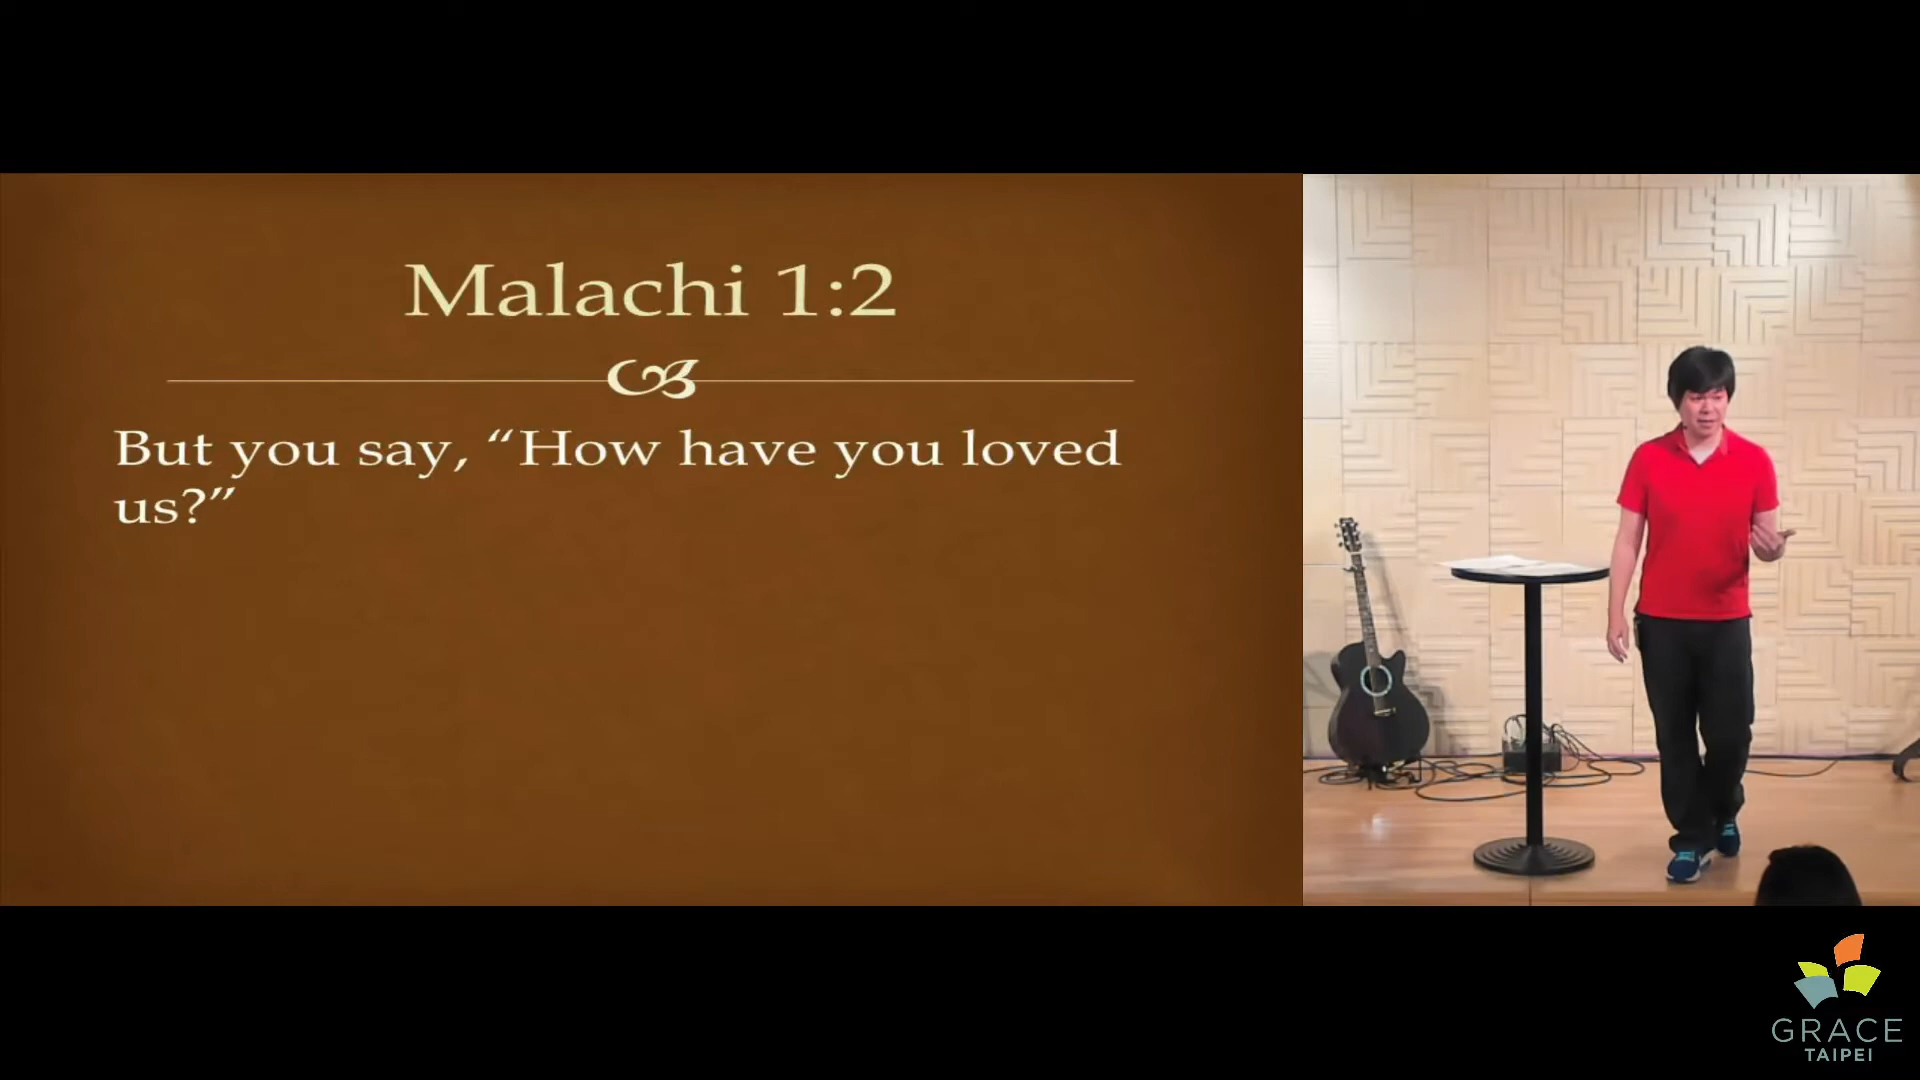 Malachi 1:2
But you say, “How have you loved
us?”
GRACE
TAIPEI